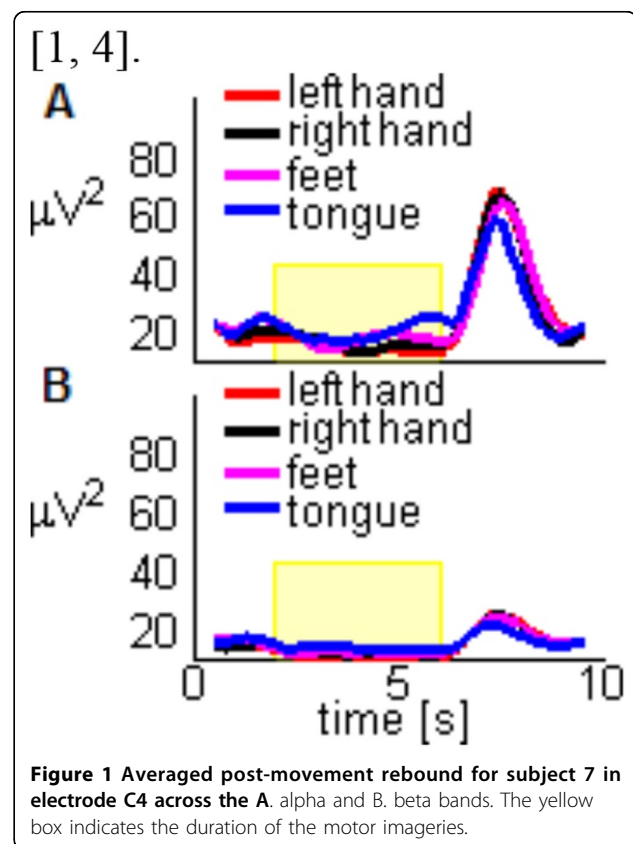 [1, 4].
A
left hand
right hand
feet
tongue
80
60
40
20
μV²
B
left hand
right hand
feet
tongue
80
60
40
20
μV²
0 5 10
time [s]
Figure 1 Averaged post-movement rebound for subject 7 in
electrode C4 across the A. alpha and B. beta bands. The yellow
box indicates the duration of the motor imageries.